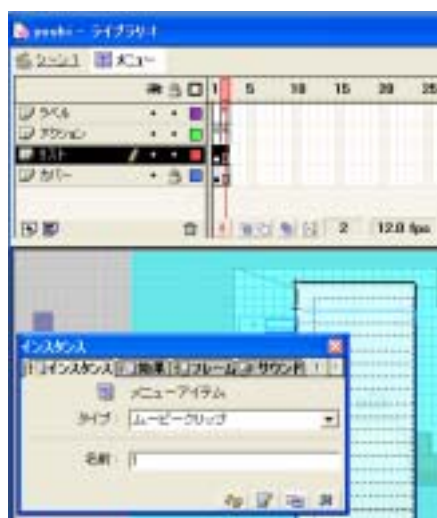 yoshi - ライブラリ
シーン1 メニュー
1 5 10 15 20 25
ラベル
アクション
リスト
カバー
2 12.0 fps
インスタンス
インスタンス 効果 フレーム サウンド
メニューアイテム
タイプ: ムービークリップ
名前: